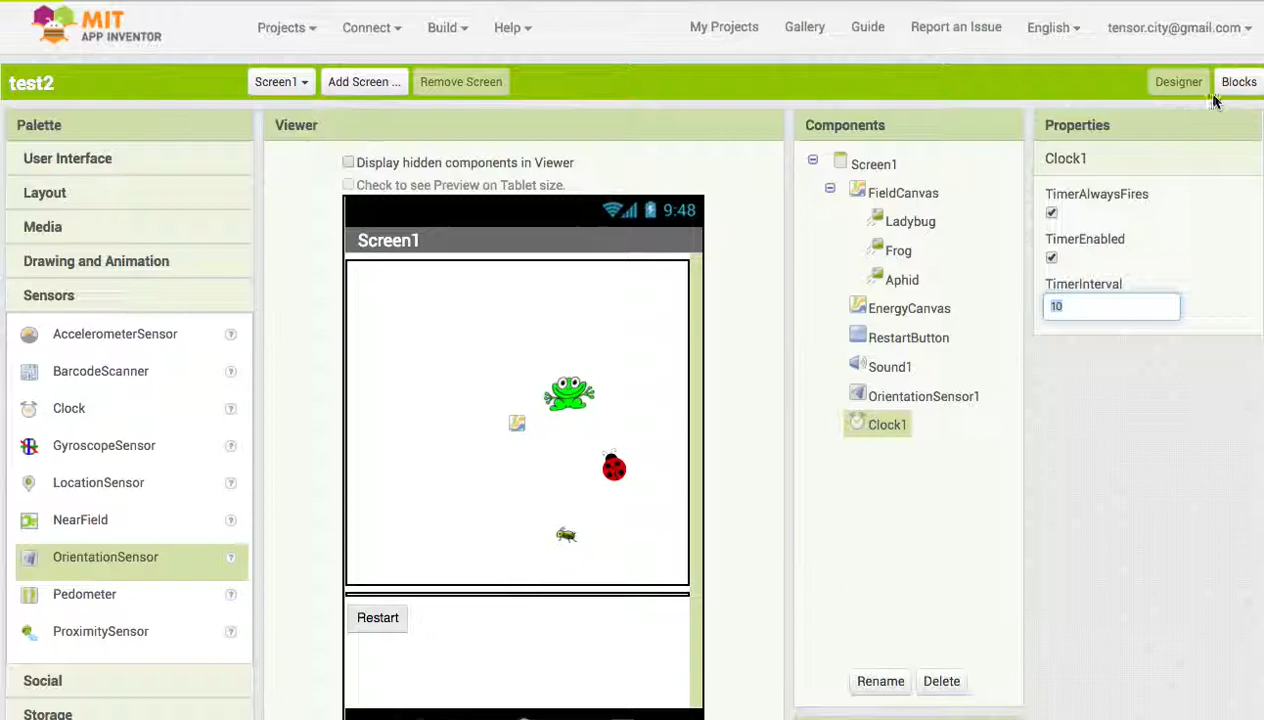 MIT
APP INVENTOR
Projects
Connect
Build
Help
My Projects
Gallery
Guide
Report an Issue
English
tensor.city@gmail.com
test2
Screen1
Add Screen ...
Remove Screen
Designer
Blocks
Palette
User Interface
Layout
Media
Drawing and Animation
Sensors
AccelerometerSensor ?
BarcodeScanner ?
Clock ?
GyroscopeSensor ?
LocationSensor ?
NearField ?
OrientationSensor ?
Pedometer ?
ProximitySensor ?
Social
Storage
Viewer
Display hidden components in Viewer
Check to see Preview on Tablet size.
9:48
Screen1
Restart
Components
Screen1
FieldCanvas
Ladybug
Frog
Aphid
EnergyCanvas
RestartButton
Sound1
OrientationSensor1
Clock1
Rename
Delete
Properties
Clock1
TimerAlwaysFires
TimerEnabled
TimerInterval
10